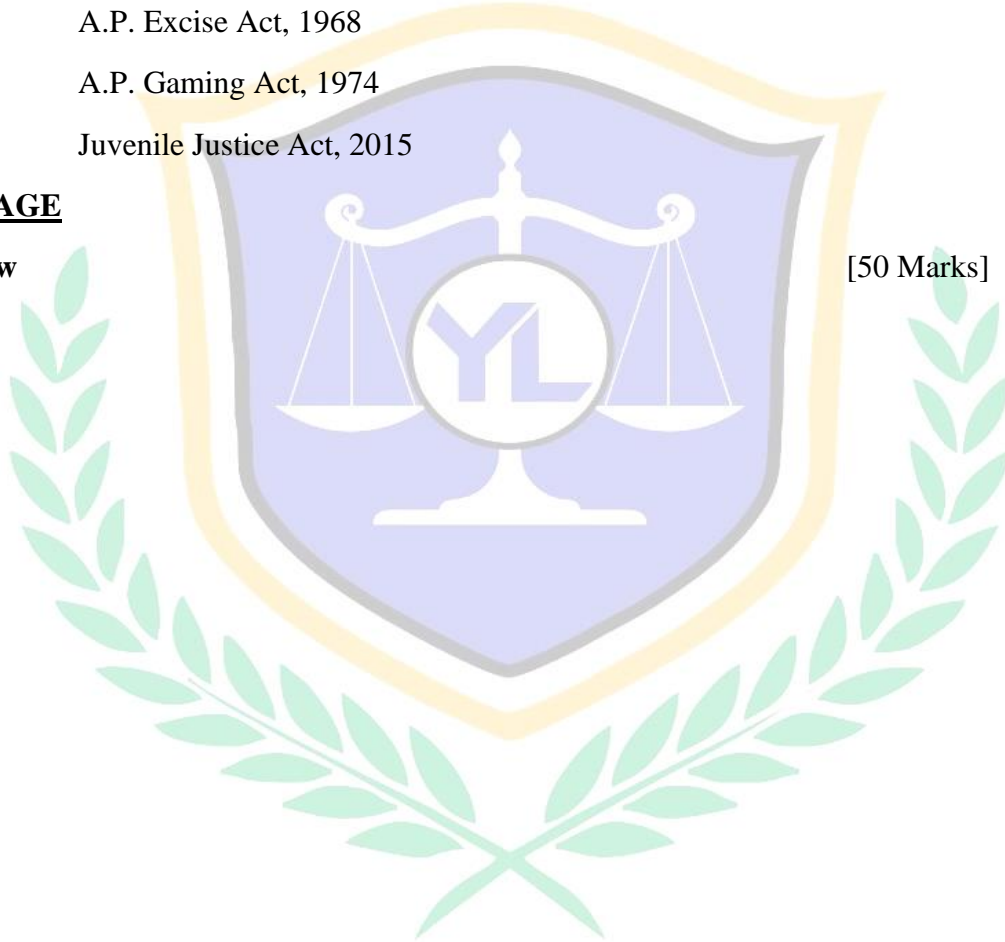 A.P. Excise Act, 1968
A.P. Gaming Act, 1974
Juvenile Justice Act, 2015
AGE
w [50 Marks]
YL